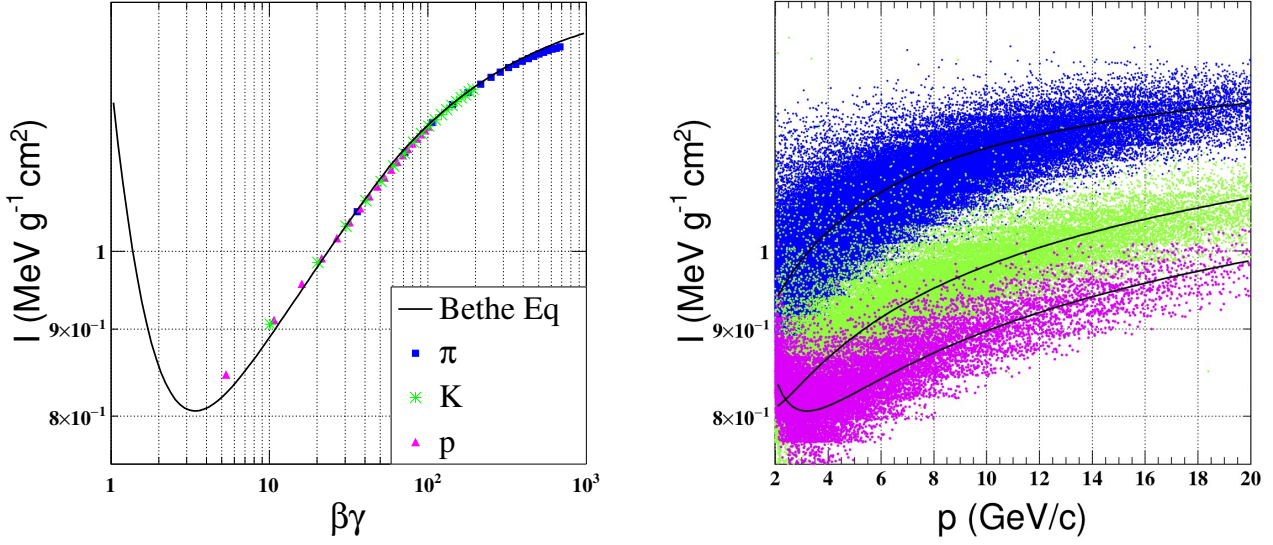 I (MeV g⁻¹ cm²)
1
9×10⁻¹
8×10⁻¹
Bethe Eq
π
K
p
1 10 10² 10³
βγ
I (MeV g⁻¹ cm²)
1
9×10⁻¹
8×10⁻¹
2 4 6 8 10 12 14 16 18 20
p (GeV/c)